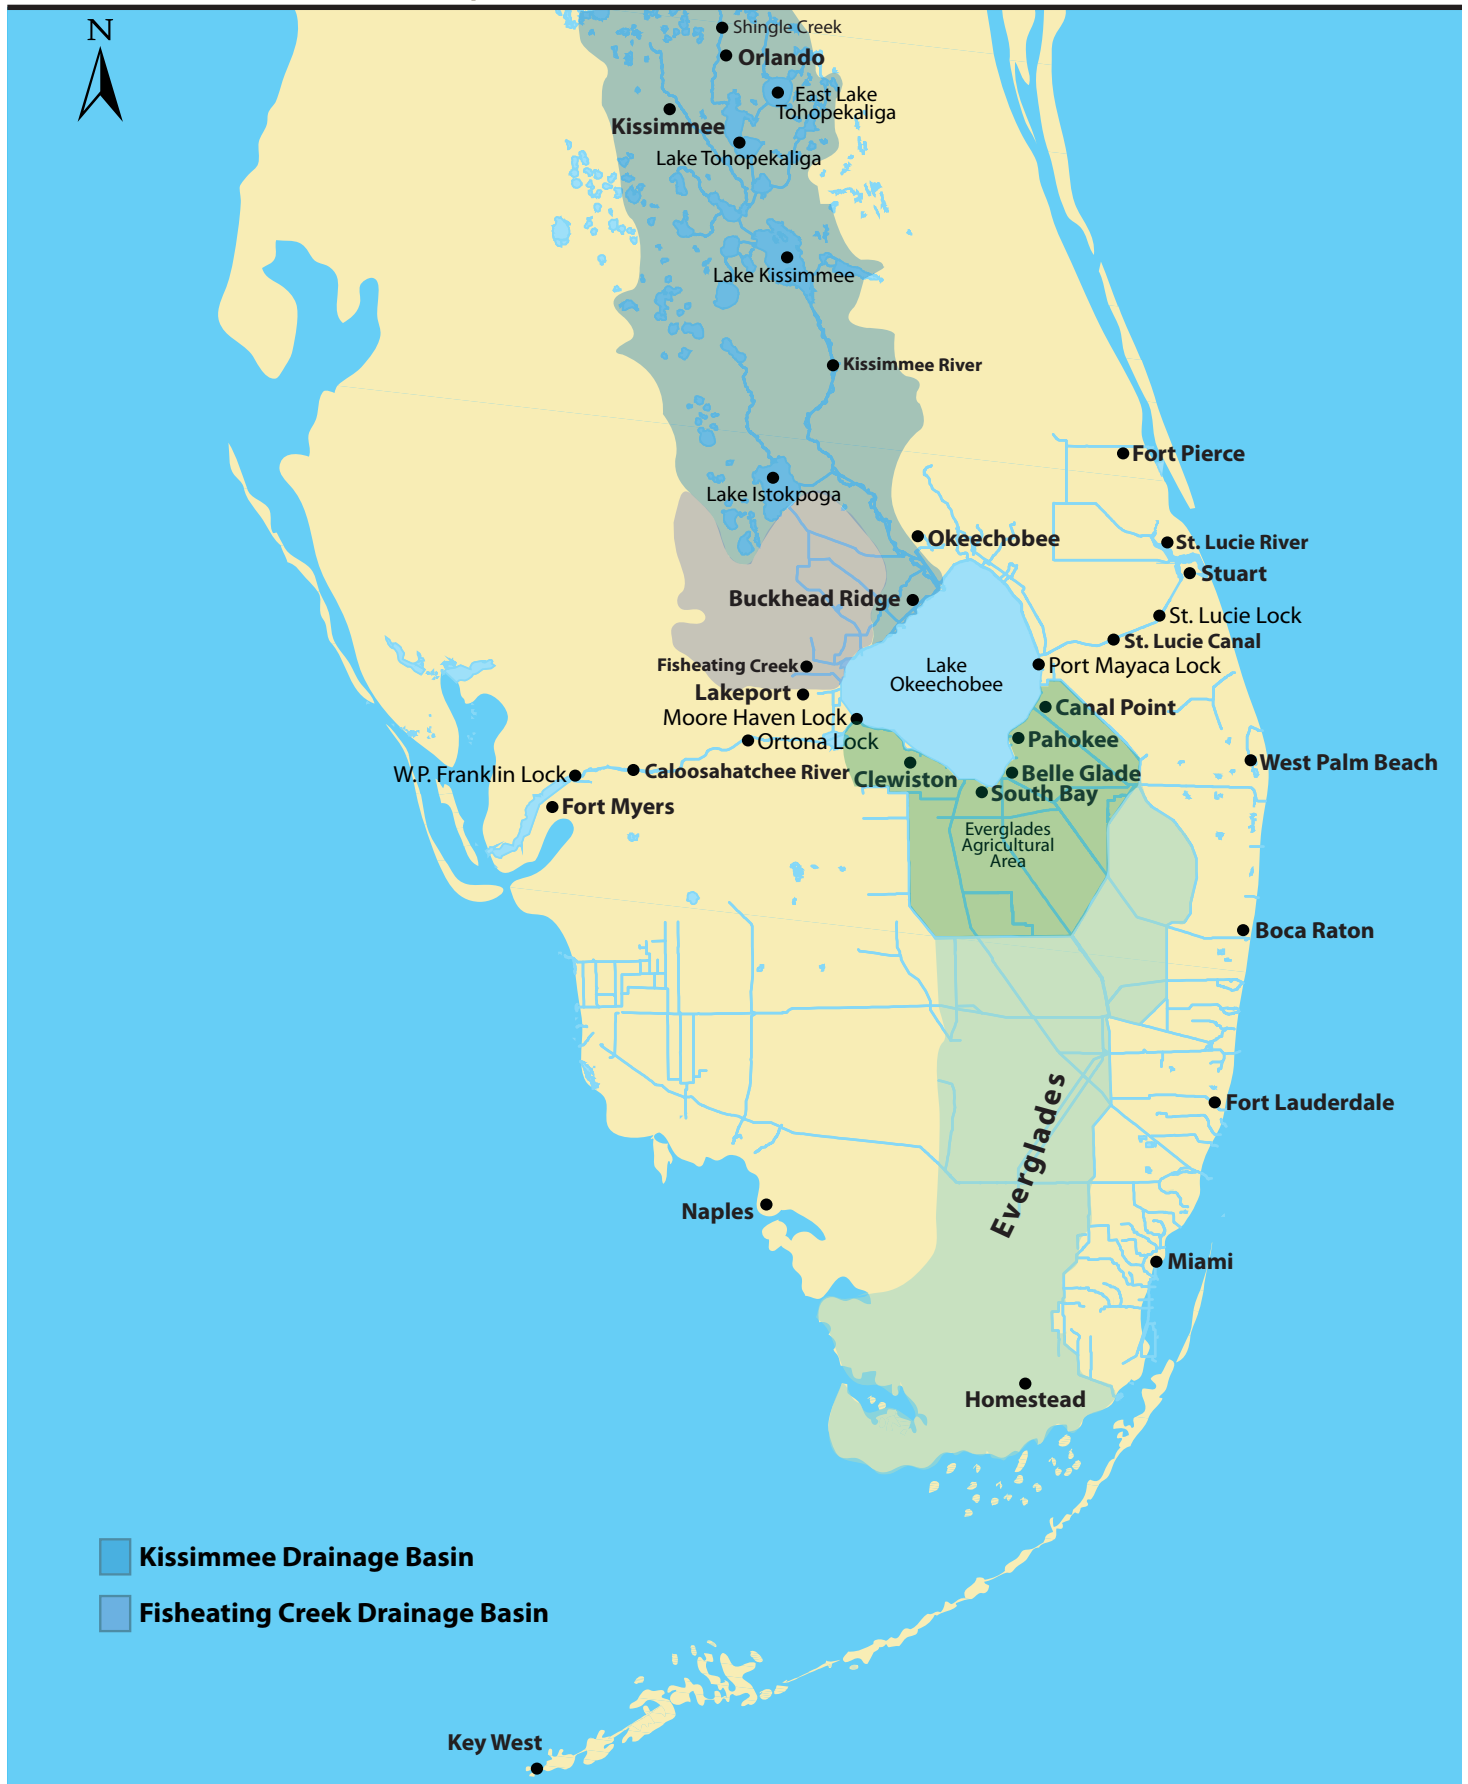 N
Shingle Creek
Orlando
East Lake
Tohopekaliga
Kissimmee
Lake Tohopekaliga
Lake Kissimmee
Kissimmee River
Fort Pierce
Lake Istokpoga
Okeechobee
St. Lucie River
Stuart
Buckhead Ridge
St. Lucie Lock
St. Lucie Canal
Fisheating Creek
Lake
Okeechobee
Port Mayaca Lock
Lakeport
Canal Point
Moore Haven Lock
Ortona Lock
Pahokee
West Palm Beach
W.P. Franklin Lock
Caloosahatchee River
Clewiston
Belle Glade
South Bay
Fort Myers
Everglades
Agricultural
Area
Boca Raton
Fort Lauderdale
Everglades
Naples
Miami
Homestead
Kissimmee Drainage Basin
Fisheating Creek Drainage Basin
Key West